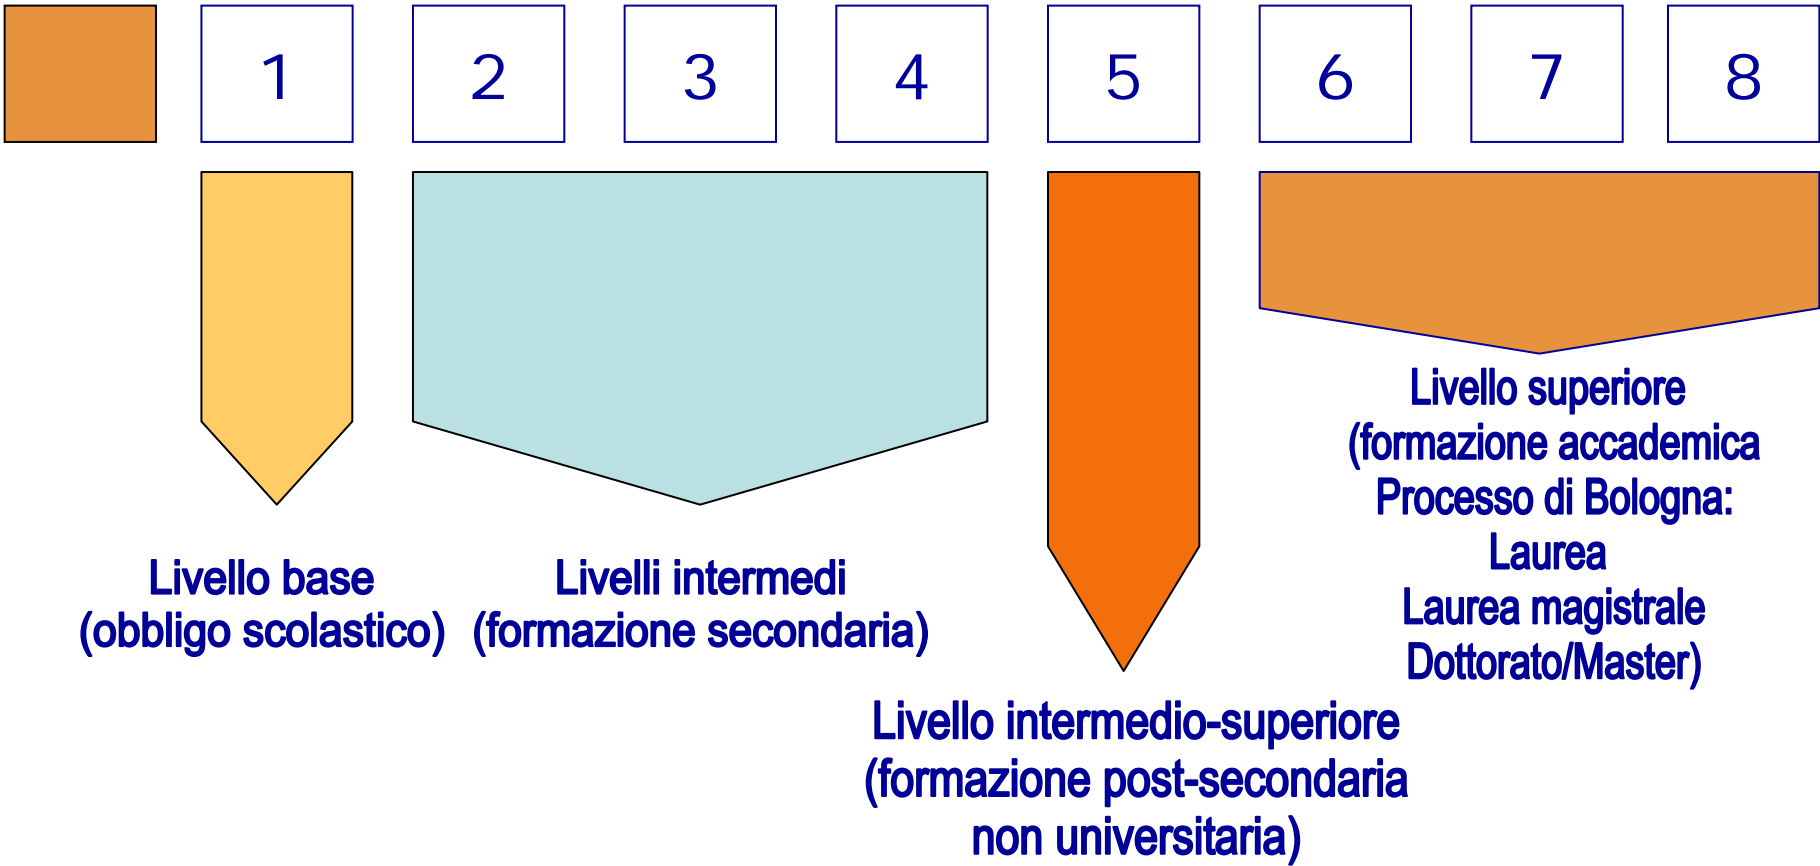 1 2 3 4 5 6 7 8
Livello base
(obbligo scolastico)
Livelli intermedi
(formazione secondaria)
Livello intermedio-superiore
(formazione post-secondaria
non universitaria)
Livello superiore
(formazione accademica
Processo di Bologna:
Laurea
Laurea magistrale
Dottorato/Master)